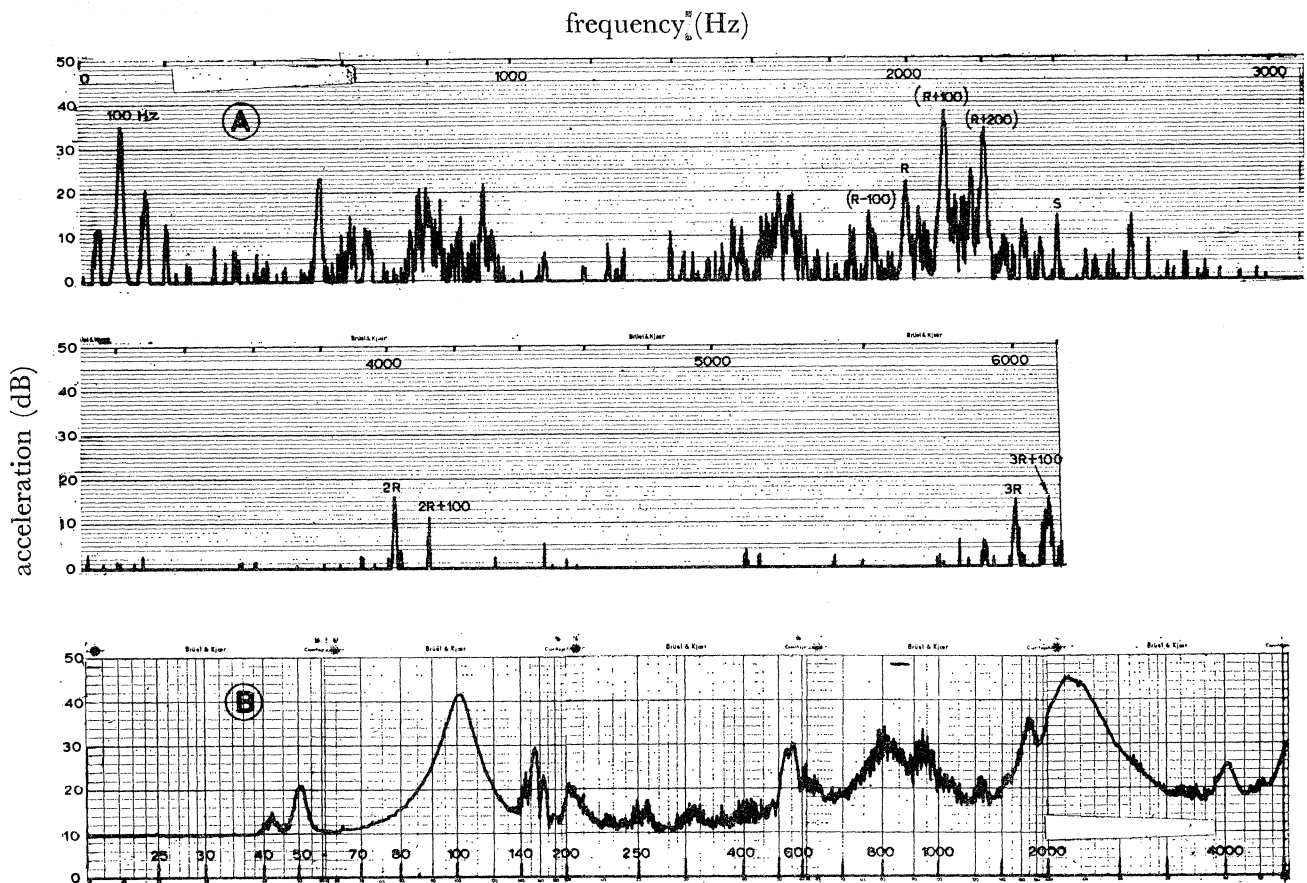 frequency (Hz)
50
0 1000 2000 3000
40
100 Hz
A
(R+100)
(R+200)
30
R
20
(R-100)
S
10
0
Brüel & Kjær Brüel & Kjær Brüel & Kjær
50
4000 5000 6000
40
30
3R+100
20
2R 3R
2R+100
10
0
acceleration (dB)
Brüel & Kjær Brüel & Kjær Brüel & Kjær Brüel & Kjær Brüel & Kjær
50
40
B
30
20
10
25 30 40 50 70 80 100 140 200 250 400 600 800 1000 2000 4000
0